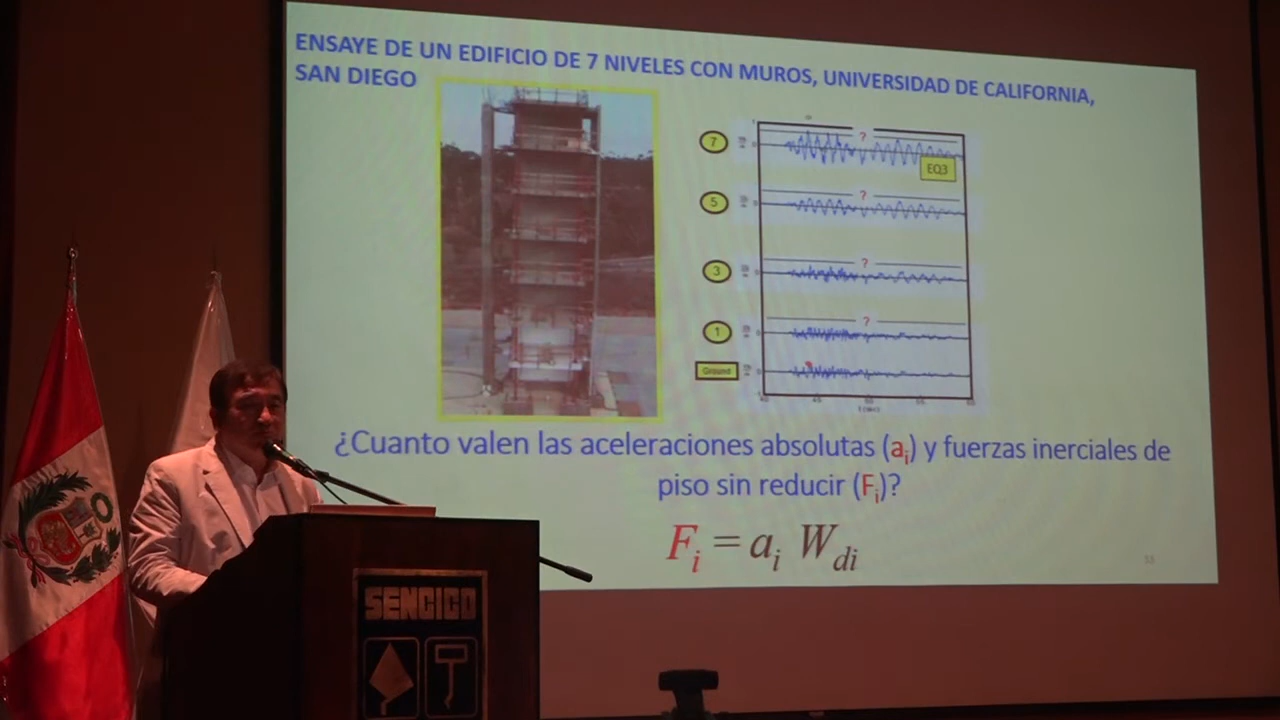 ENSAYE DE UN EDIFICIO DE 7 NIVELES CON MUROS, UNIVERSIDAD DE CALIFORNIA,
SAN DIEGO
7
?
EQ3
5
?
3
?
1
?
Ground
¿Cuanto valen las aceleraciones absolutas (ai) y fuerzas inerciales de
piso sin reducir (Fi)?
Fi = ai Wdi
33
SENCICO